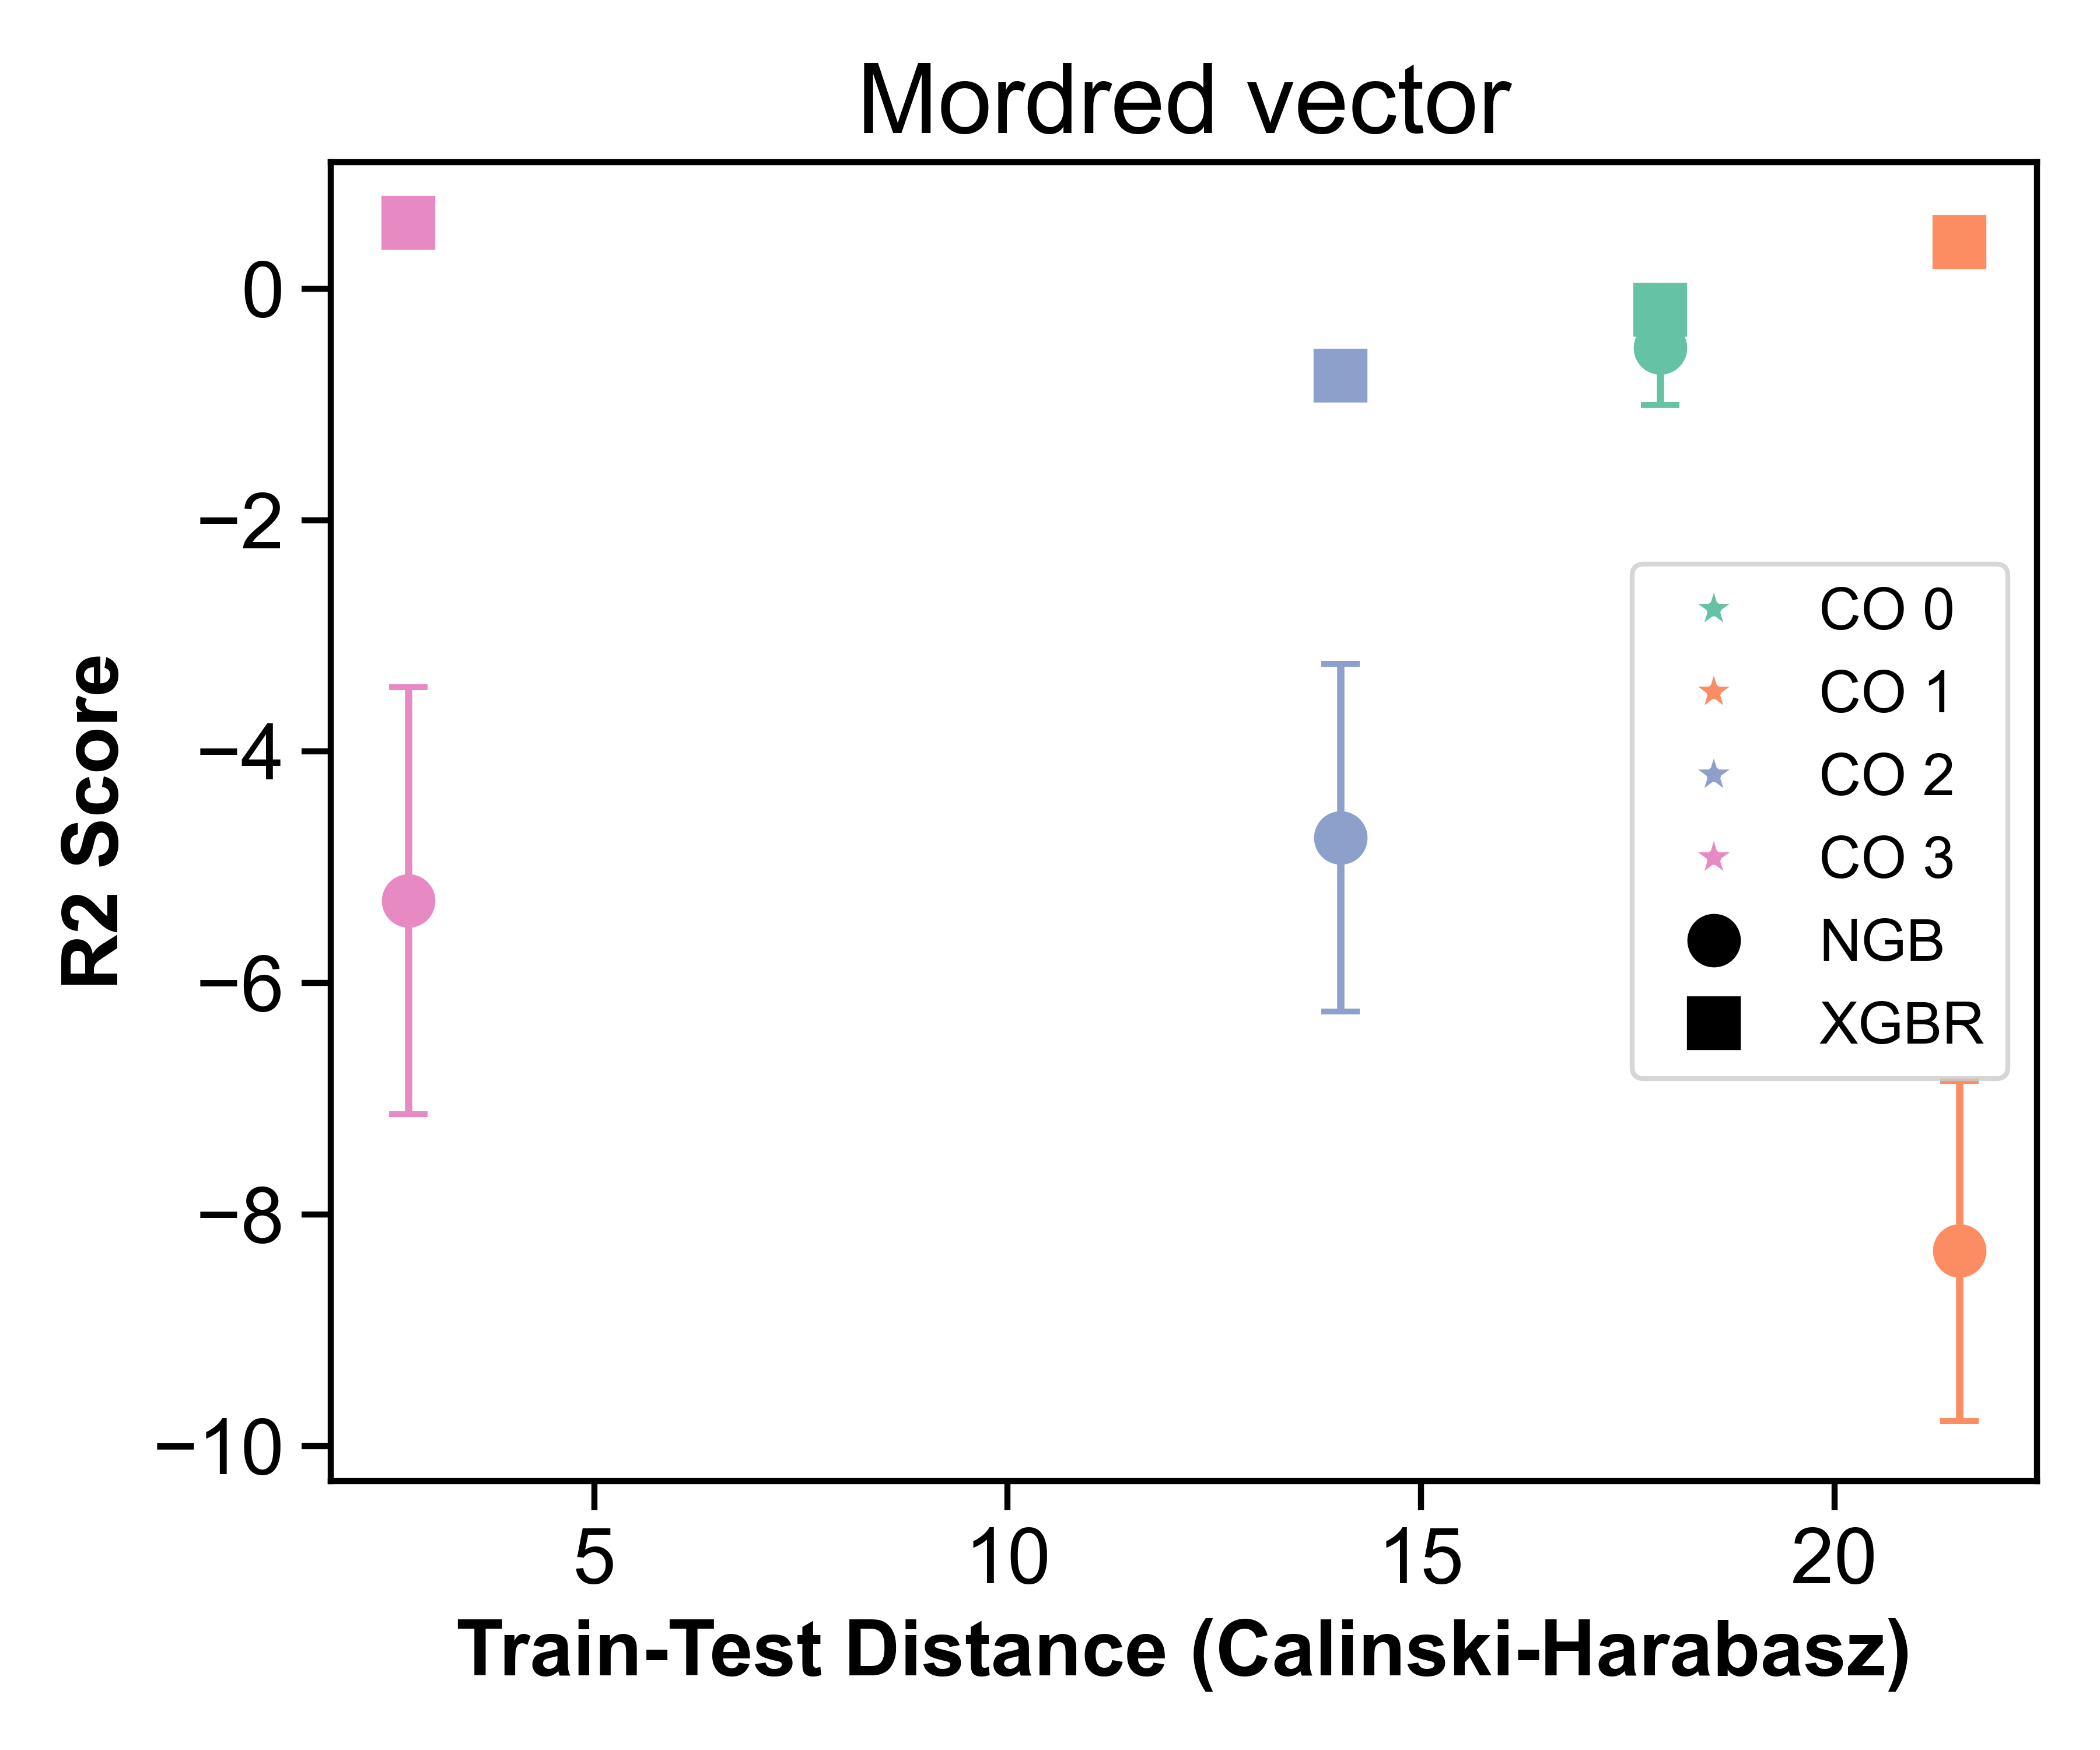 Mordred vector
R2 Score
0
−2
−4
−6
−8
−10
CO 0
CO 1
CO 2
CO 3
NGB
XGBR
5 10 15 20
Train-Test Distance (Calinski-Harabasz)